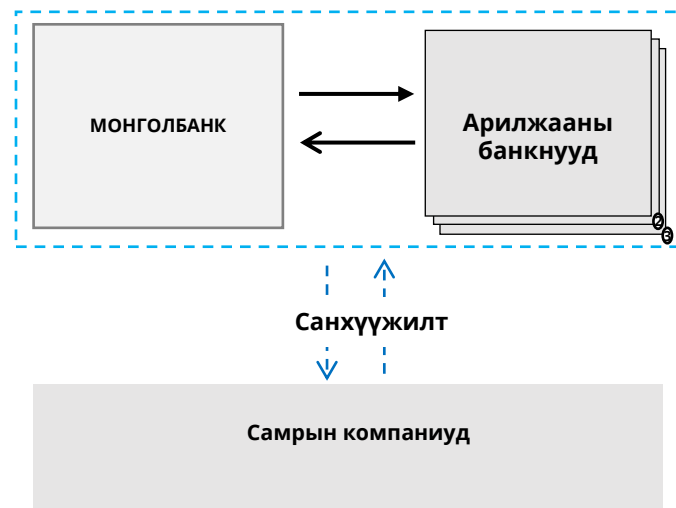 МОНГОЛБАНК
Арилжааны
банкнууд
②
③
Санхүүжилт
Самрын компаниуд